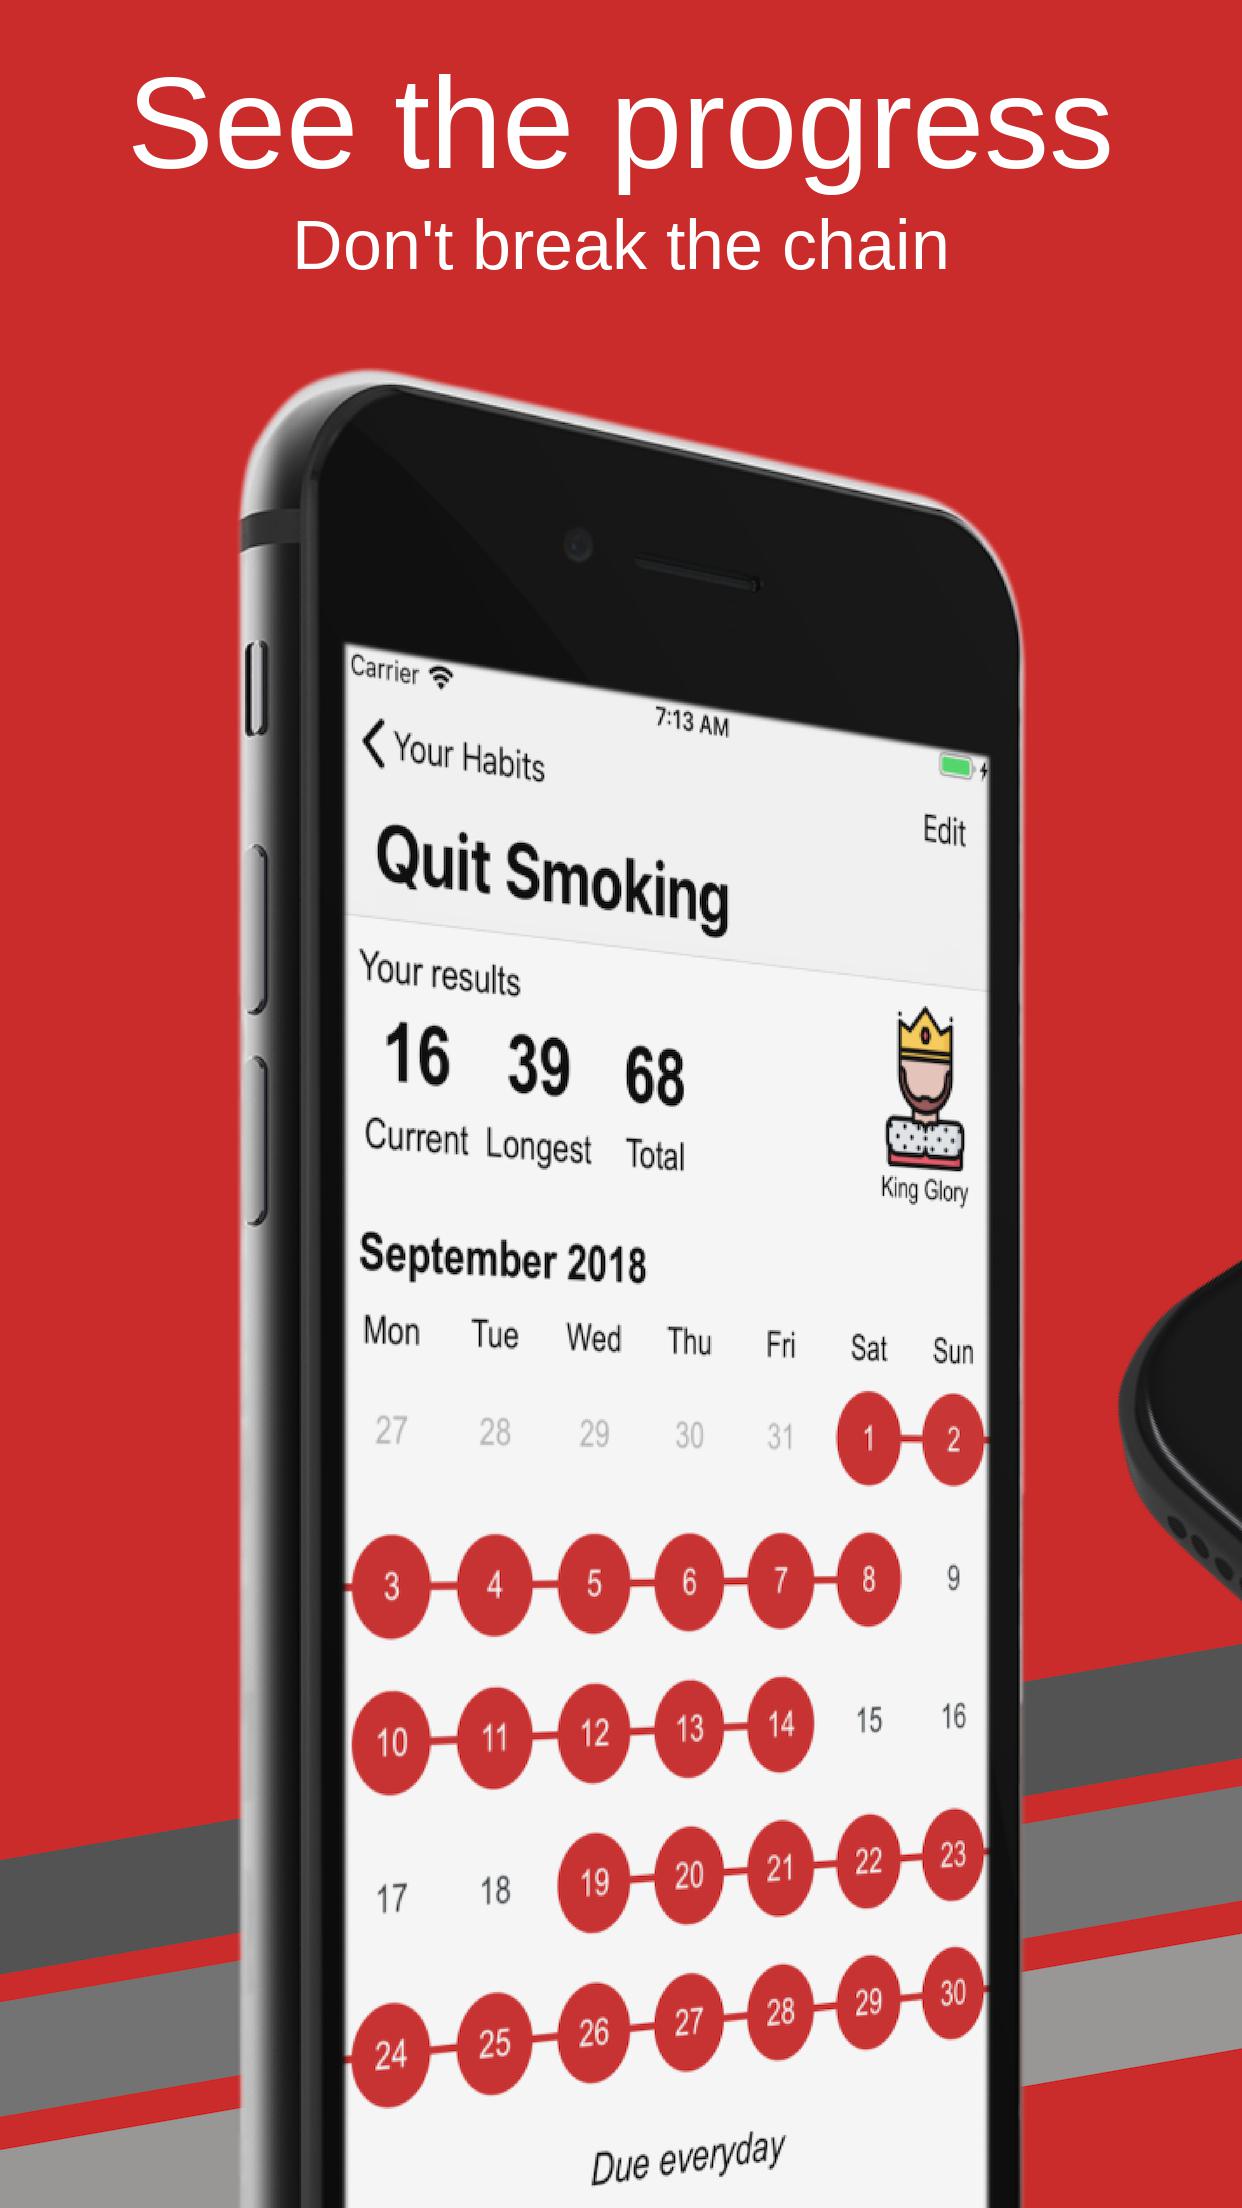 See the progress
Don't break the chain
Carrier 7:13 AM
Your Habits
Edit
Quit Smoking
Your results
16 39 68
Current Longest Total
King Glory
September 2018
Mon Tue Wed Thu Fri Sat Sun
27 28 29 30 31 1 2
3 4 5 6 7 8 9
10 11 12 13 14 15 16
17 18 19 20 21 22 23
24 25 26 27 28 29 30
Due everyday